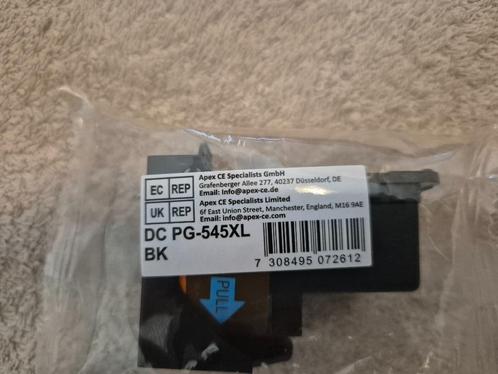 Apex CE Specialists GmbH
Grafenberger Allee 277, 40237 Düsseldorf, DE
Email: Info@apex-ce.de
EC REP
Apex CE Specialists Limited
6f East Union Street, Manchester, England, M16 9AE
Email: info@apex-ce.com
UK REP
DC PG-545XL
BK
7 308495 072612
PULL